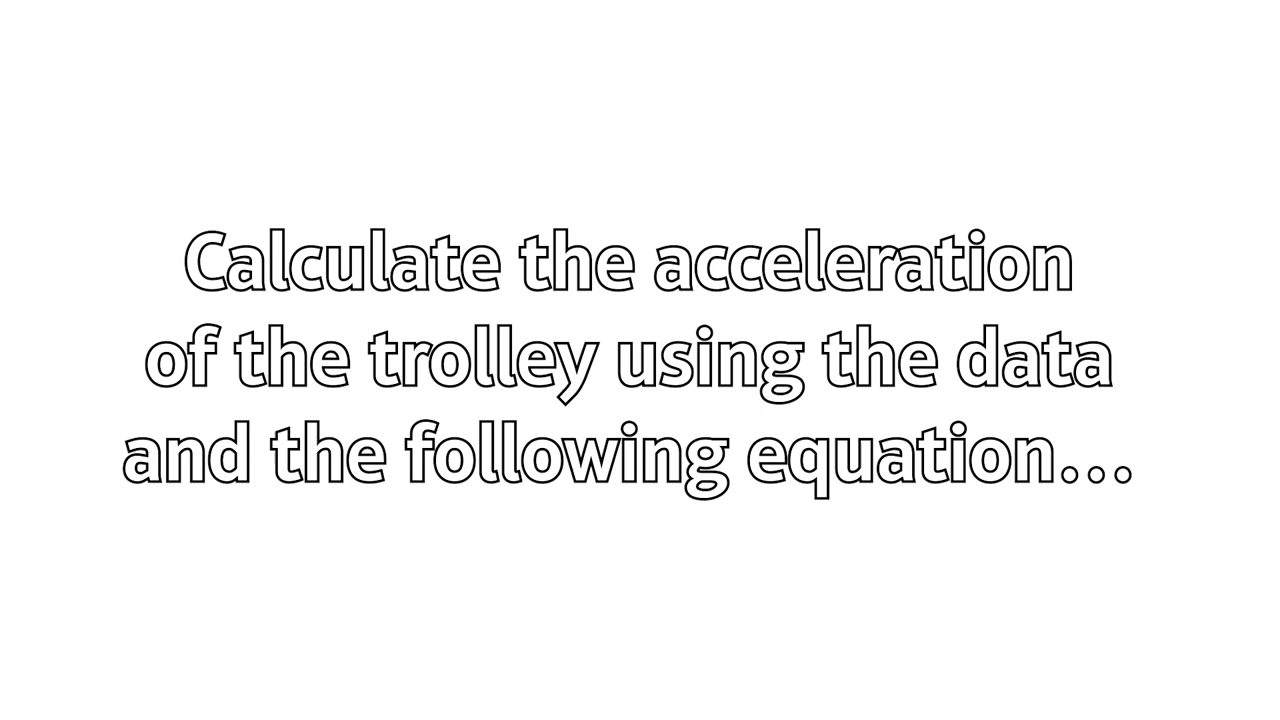 Calculate the acceleration
of the trolley using the data
and the following equation…